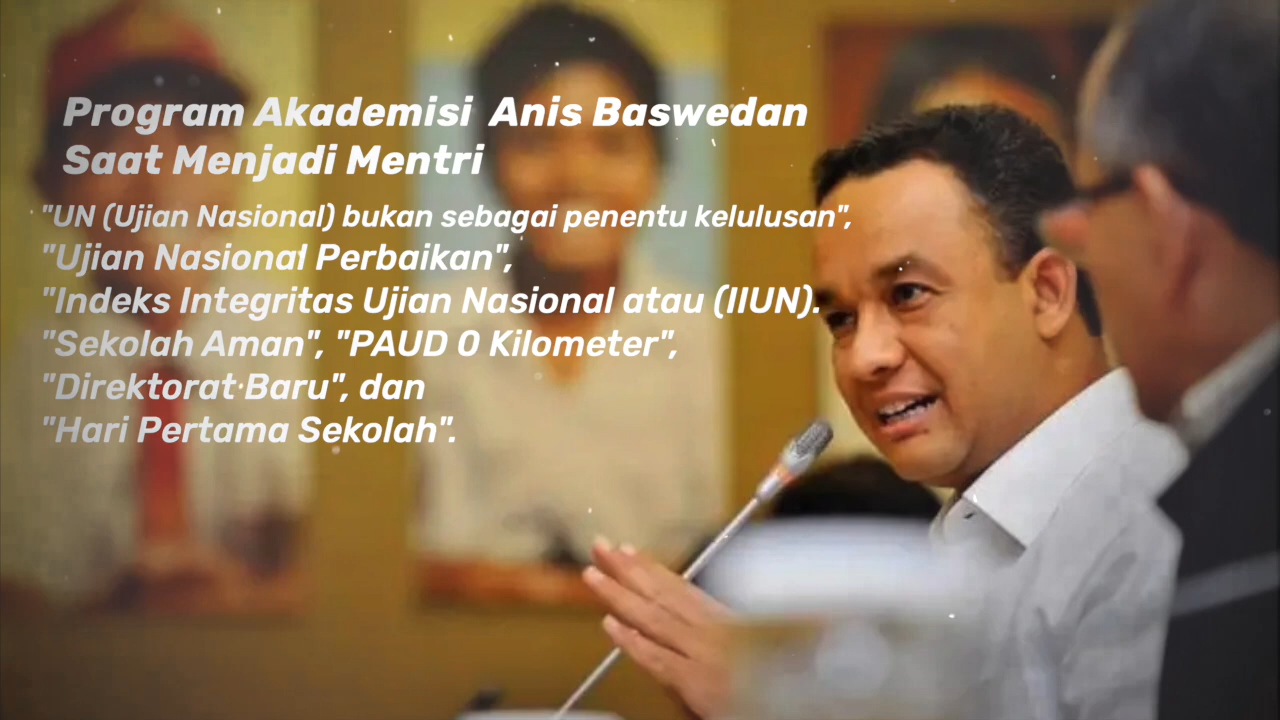 Program Akademisi Anis Baswedan
Saat Menjadi Mentri
"UN (Ujian Nasional) bukan sebagai penentu kelulusan",
"Ujian Nasional Perbaikan",
"Indeks Integritas Ujian Nasional atau (IIUN).
"Sekolah Aman", "PAUD 0 Kilometer",
"Direktorat Baru", dan
"Hari Pertama Sekolah".